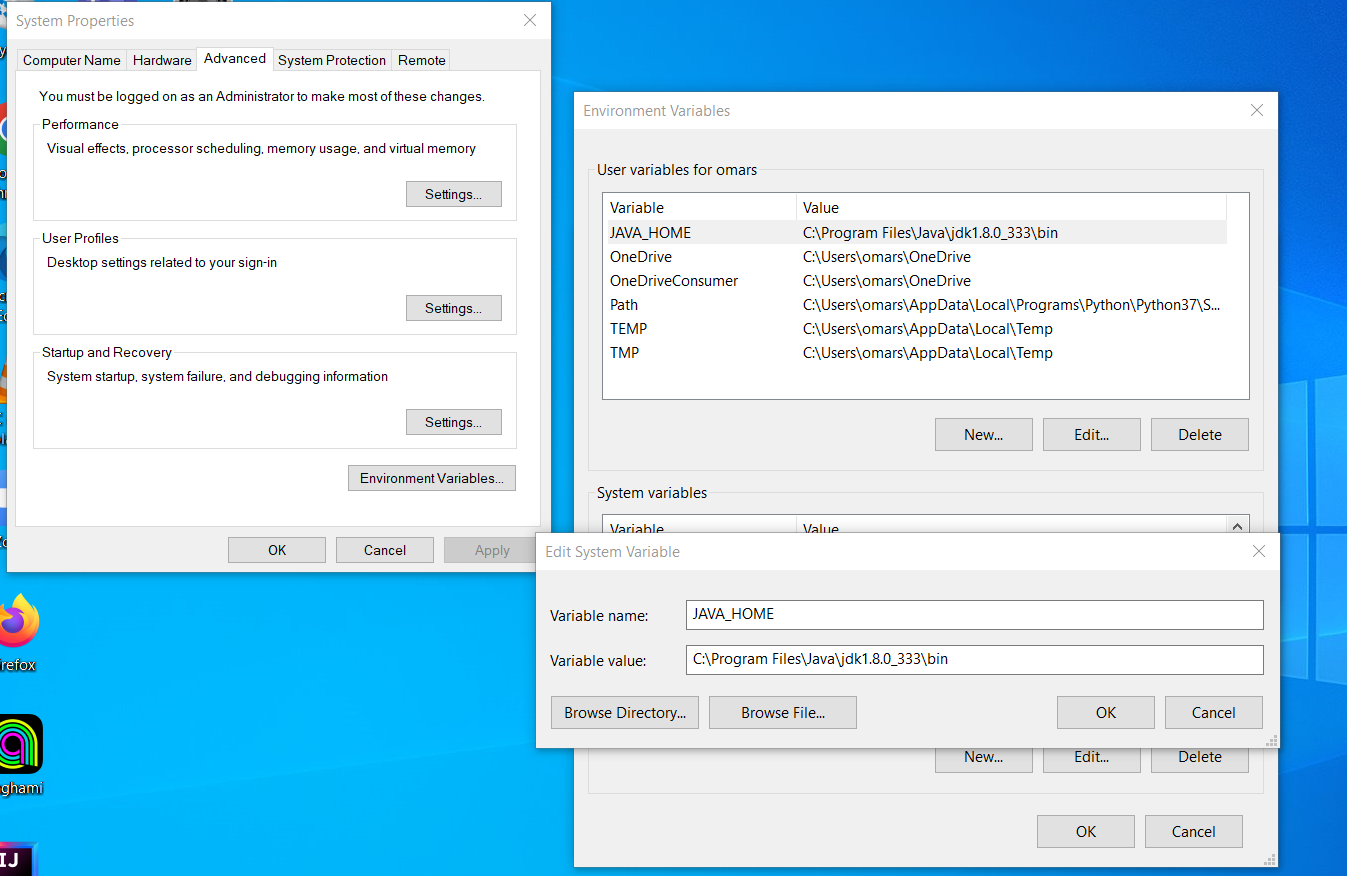 System Properties
Computer Name Hardware Advanced System Protection Remote
You must be logged on as an Administrator to make most of these changes.
Performance
Visual effects, processor scheduling, memory usage, and virtual memory
Settings...
User Profiles
Desktop settings related to your sign-in
Settings...
Startup and Recovery
System startup, system failure, and debugging information
Settings...
Environment Variables...
OK Cancel Apply
Environment Variables
User variables for omars
Variable Value
JAVA_HOME C:\Program Files\Java\jdk1.8.0_333\bin
OneDrive C:\Users\omars\OneDrive
OneDriveConsumer C:\Users\omars\OneDrive
Path C:\Users\omars\AppData\Local\Programs\Python\Python37\S...
TEMP C:\Users\omars\AppData\Local\Temp
TMP C:\Users\omars\AppData\Local\Temp
New... Edit... Delete
System variables
Variable Value
Edit System Variable
Variable name: JAVA_HOME
Variable value: C:\Program Files\Java\jdk1.8.0_333\bin
Browse Directory... Browse File... OK Cancel
New... Edit... Delete
OK Cancel
refox
ghami
IJ